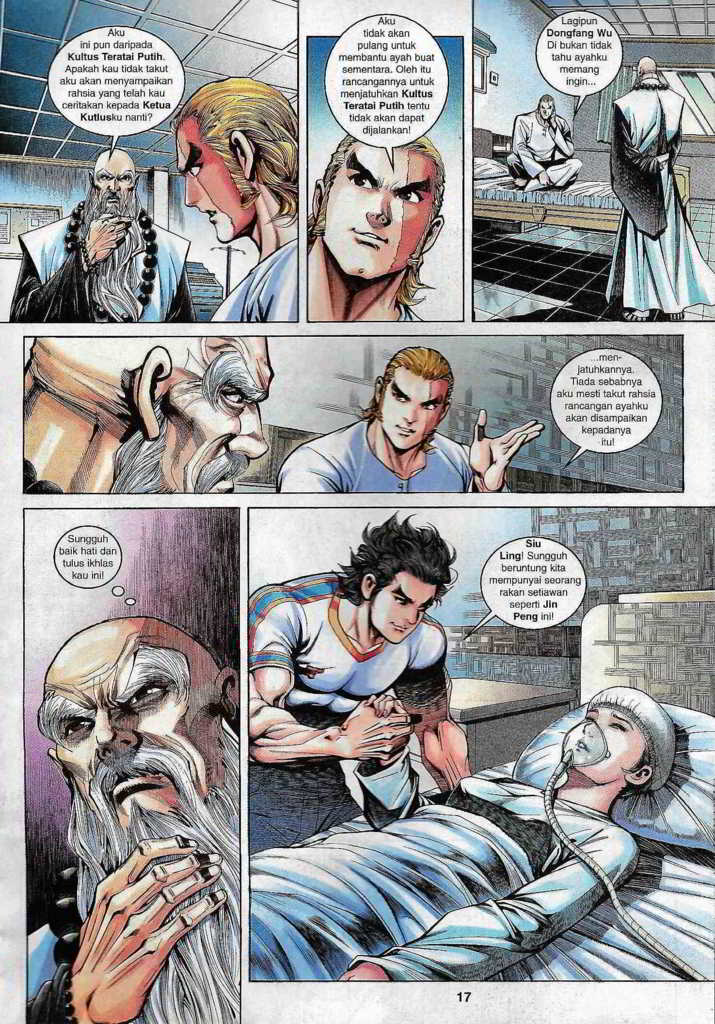 Aku
ini pun daripada
Kultus Teratai Putih.
Apakah kau tidak takut
aku akan menyampaikan
rahsia yang telah kau
ceritakan kepada Ketua
Kutlusku nanti?
Aku
tidak akan
pulang untuk
membantu ayah buat
sementara. Oleh itu
rancangannya untuk
menjatuhkan Kultus
Teratai Putih tentu
tidak akan dapat
dijalankan!
Lagipun
Dongfang Wu
Di bukan tidak
tahu ayahku
memang
ingin...
...men-
jatuhkannya.
Tiada sebabnya
aku mesti takut rahsia
rancangan ayahku
akan disampaikan
kepadanya
itu!
Sungguh
baik hati dan
tulus ikhlas
kau ini!
Siu
Ling! Sungguh
beruntung kita
mempunyai seorang
rakan setiawan
seperti Jin
Peng ini!
17